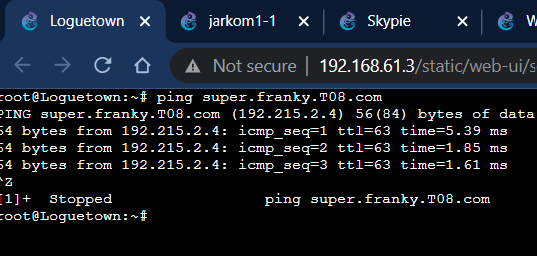 Loguetown
jarkom1-1
Skypie
W
Not secure | 192.168.61.3/static/web-ui/s
root@Loguetown:~# ping super.franky.T08.com
PING super.franky.T08.com (192.215.2.4) 56(84) bytes of data
64 bytes from 192.215.2.4: icmp_seq=1 ttl=63 time=5.39 ms
64 bytes from 192.215.2.4: icmp_seq=2 ttl=63 time=1.85 ms
64 bytes from 192.215.2.4: icmp_seq=3 ttl=63 time=1.61 ms
^Z
[1]+  Stopped                 ping super.franky.T08.com
root@Loguetown:~#